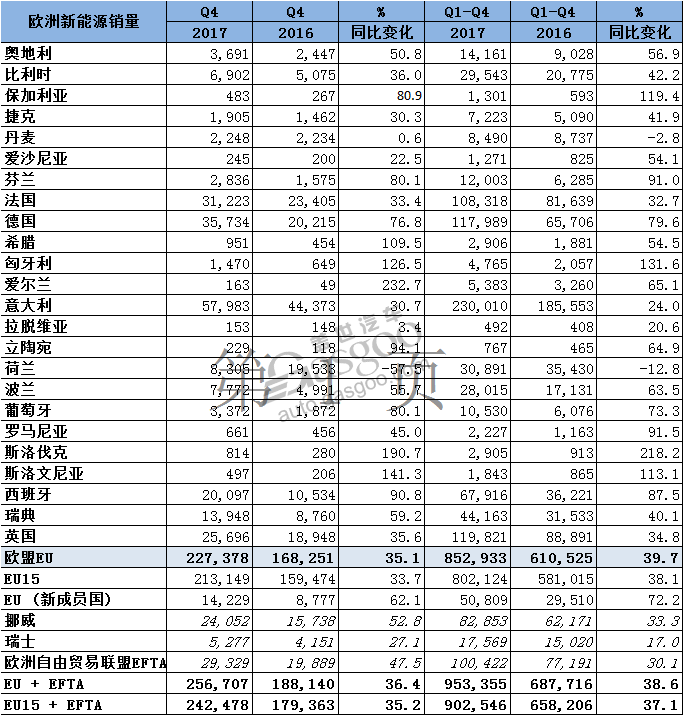 欧洲新能源销量 Q4 Q4 % Q1-Q4 Q1-Q4 %
2017 2016 同比变化 2017 2016 同比变化
奥地利 3,691 2,447 50.8 14,161 9,028 56.9
比利时 6,902 5,075 36.0 29,543 20,775 42.2
保加利亚 483 267 80.9 1,301 593 119.4
捷克 1,905 1,462 30.3 7,223 5,090 41.9
丹麦 2,248 2,234 0.6 8,490 8,737 -2.8
爱沙尼亚 245 200 22.5 1,271 825 54.1
芬兰 2,836 1,575 80.1 12,003 6,285 91.0
法国 31,223 23,405 33.4 108,318 81,639 32.7
德国 35,734 20,215 76.8 117,989 65,706 79.6
希腊 951 454 109.5 2,906 1,881 54.5
匈牙利 1,470 649 126.5 4,765 2,057 131.6
爱尔兰 163 49 232.7 5,383 3,260 65.1
意大利 57,983 44,373 30.7 230,010 185,553 24.0
拉脱维亚 153 148 3.4 492 408 20.6
立陶宛 229 118 94.1 767 465 64.9
荷兰 8,305 19,533 -57.5 30,891 35,430 -12.8
波兰 7,772 4,991 55.7 28,015 17,131 63.5
葡萄牙 3,372 1,872 80.1 10,530 6,076 73.3
罗马尼亚 661 456 45.0 2,227 1,163 91.5
斯洛伐克 814 280 190.7 2,905 913 218.2
斯洛文尼亚 497 206 141.3 1,843 865 113.1
西班牙 20,097 10,534 90.8 67,916 36,221 87.5
瑞典 13,948 8,760 59.2 44,163 31,533 40.1
英国 25,696 18,948 35.6 119,821 88,891 34.8
欧盟EU 227,378 168,251 35.1 852,933 610,525 39.7
EU15 213,149 159,474 33.7 802,124 581,015 38.1
EU（新成员国） 14,229 8,777 62.1 50,809 29,510 72.2
挪威 24,052 15,738 52.8 82,853 62,171 33.3
瑞士 5,277 4,151 27.1 17,569 15,020 17.0
欧洲自由贸易联盟EFTA 29,329 19,889 47.5 100,422 77,191 30.1
EU + EFTA 256,707 188,140 36.4 953,355 687,716 38.6
EU15 + EFTA 242,478 179,363 35.2 902,546 658,206 37.1
盖世汽车
Gasgoo
第 1 页